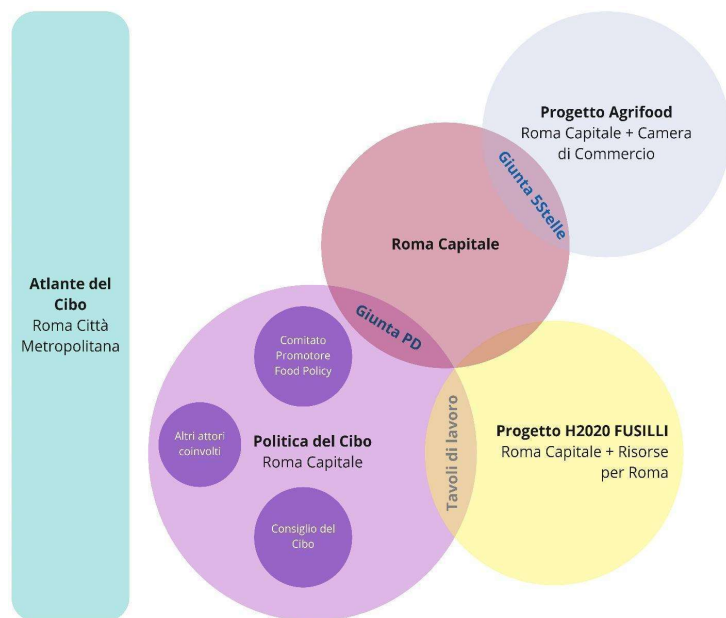 Atlante del
Cibo
Roma Città
Metropolitana
Progetto Agrifood
Roma Capitale + Camera
di Commercio
Giunta 5Stelle
Roma Capitale
Giunta PD
Comitato
Promotore
Food Policy
Altri attori
coinvolti
Politica del Cibo
Roma Capitale
Consiglio del
Cibo
Tavoli di lavoro
Progetto H2020 FUSILLI
Roma Capitale + Risorse
per Roma